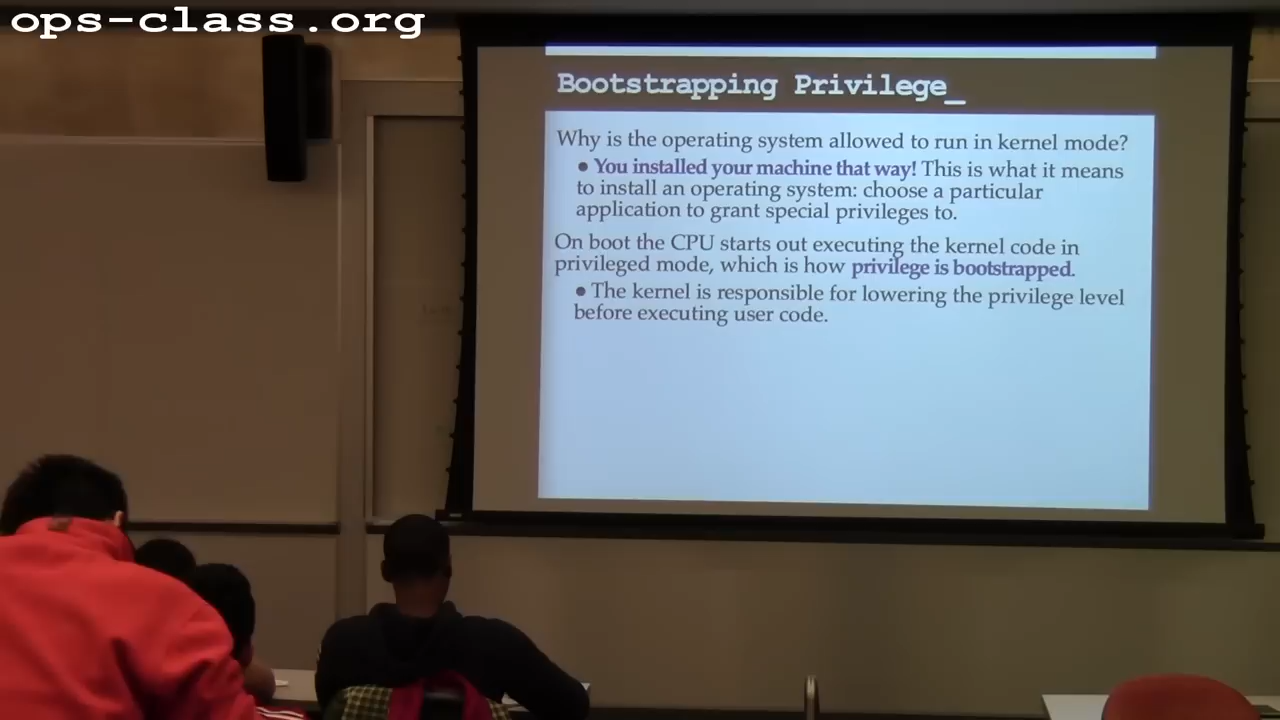 ops-class.org
Bootstrapping Privilege_
Why is the operating system allowed to run in kernel mode?
● You installed your machine that way! This is what it means
to install an operating system: choose a particular
application to grant special privileges to.
On boot the CPU starts out executing the kernel code in
privileged mode, which is how privilege is bootstrapped.
● The kernel is responsible for lowering the privilege level
before executing user code.